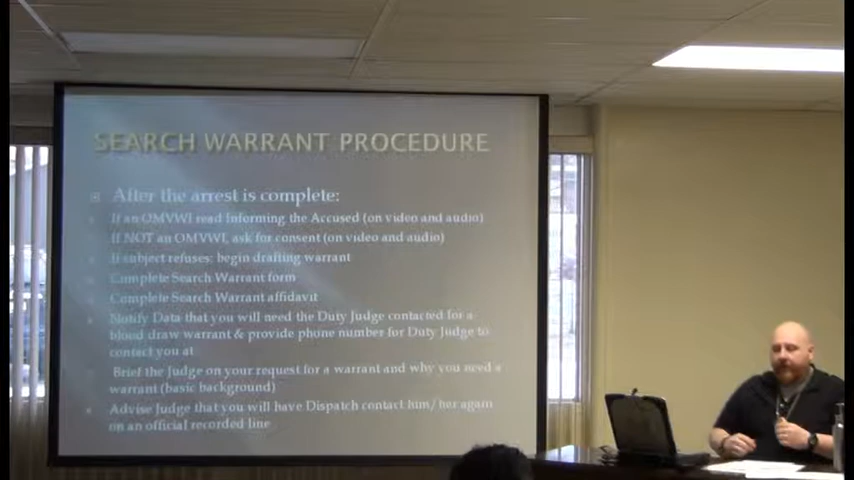 SEARCH WARRANT PROCEDURE
After the arrest is complete:
If an OMVWI read Informing the Accused (on video and audio)
If NOT an OMVWI, ask for consent (on video and audio)
If subject refuses: begin drafting warrant
Complete Search Warrant form
Complete Search Warrant affidavit
Notify Data that you will need the Duty Judge contacted for a
blood draw warrant & provide phone number for Duty Judge to
contact you at
Brief the Judge on your request for a warrant and why you need a
warrant (basic background)
Advise Judge that you will have Dispatch contact him/her again
on an official recorded line